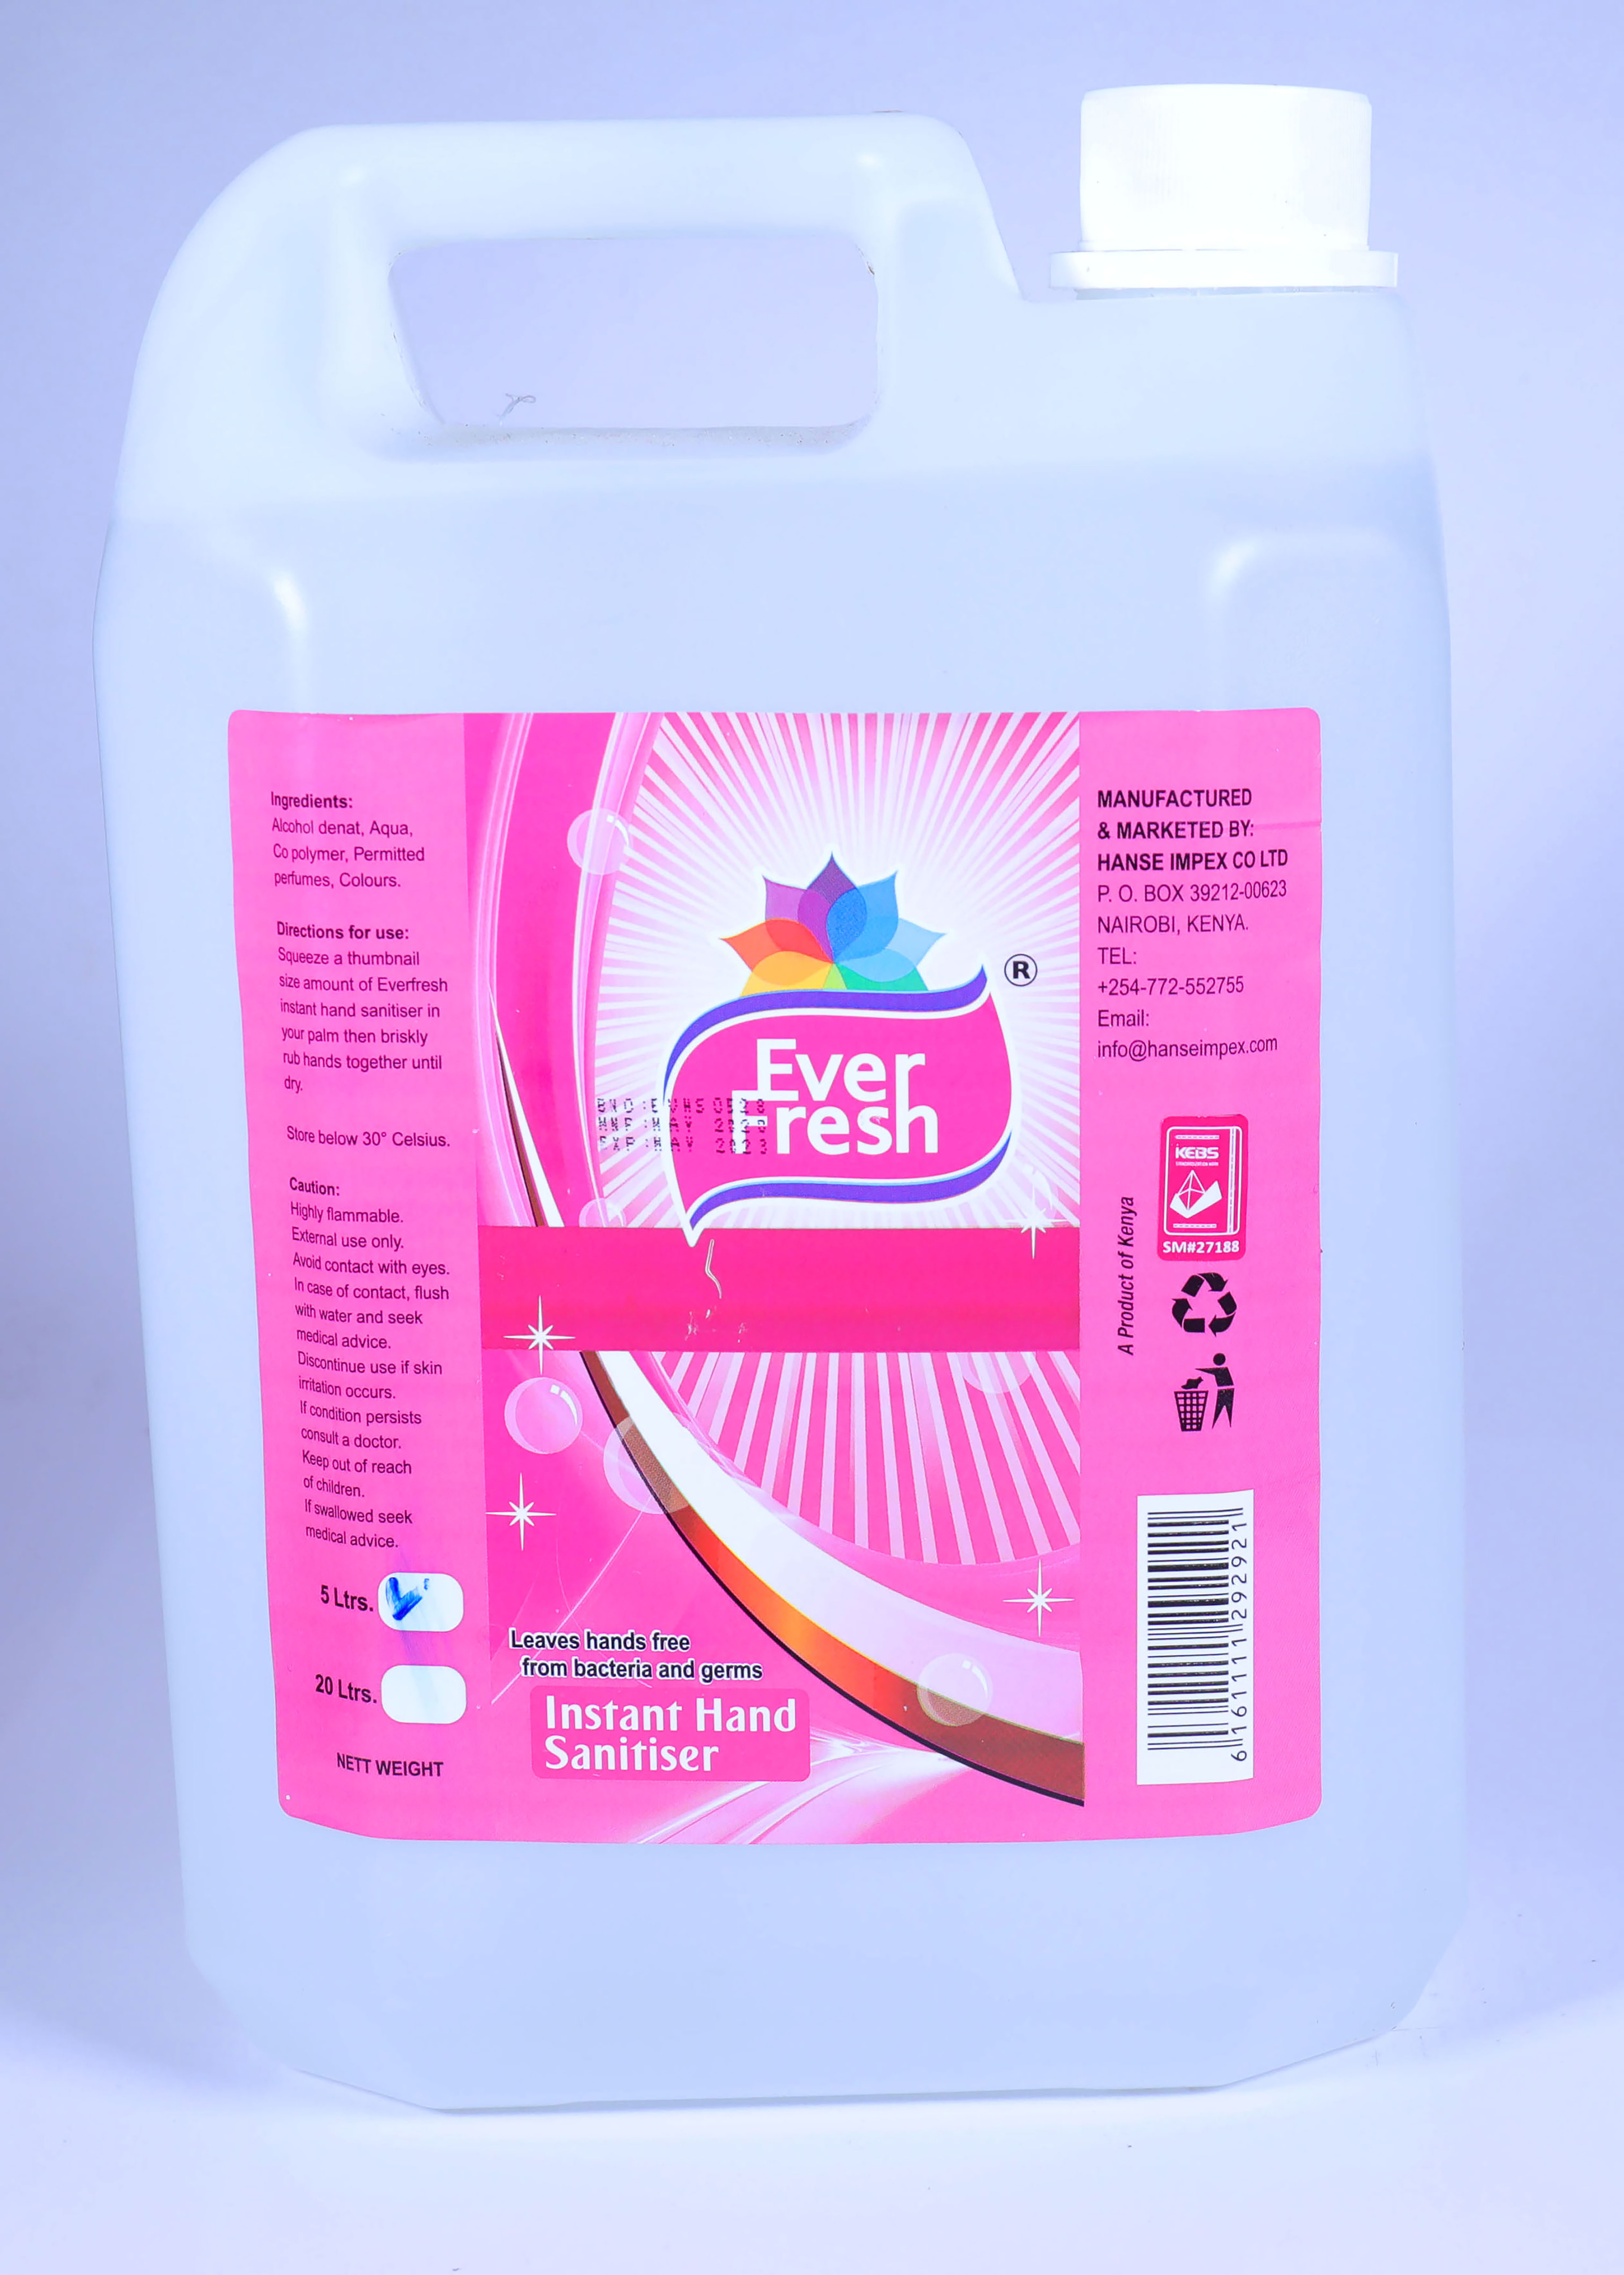 Ingredients:
Alcohol denat, Aqua,
Co polymer, Permitted
perfumes, Colours.
Directions for use:
Squeeze a thumbnail
size amount of Everfresh
instant hand sanitiser in
your palm then briskly
rub hands together until
dry.
Store below 30° Celsius.
Caution:
Highly flammable.
External use only.
Avoid contact with eyes.
In case of contact, flush
with water and seek
medical advice.
Discontinue use if skin
irritation occurs.
If condition persists
consult a doctor.
Keep out of reach
of children.
If swallowed seek
medical advice.
5 Ltrs.
20 Ltrs.
NETT WEIGHT
®
Ever
Fresh
MAY
EXP:MAY 2023
Leaves hands free
from bacteria and germs
Instant Hand
Sanitiser
MANUFACTURED
& MARKETED BY:
HANSE IMPEX CO LTD
P. O. BOX 39212-00623
NAIROBI, KENYA.
TEL:
+254-772-552755
Email:
info@hanseimpex.com
A Product of Kenya
KEBS
STANDARDIZATION MARK
SM#27188
6161111292921